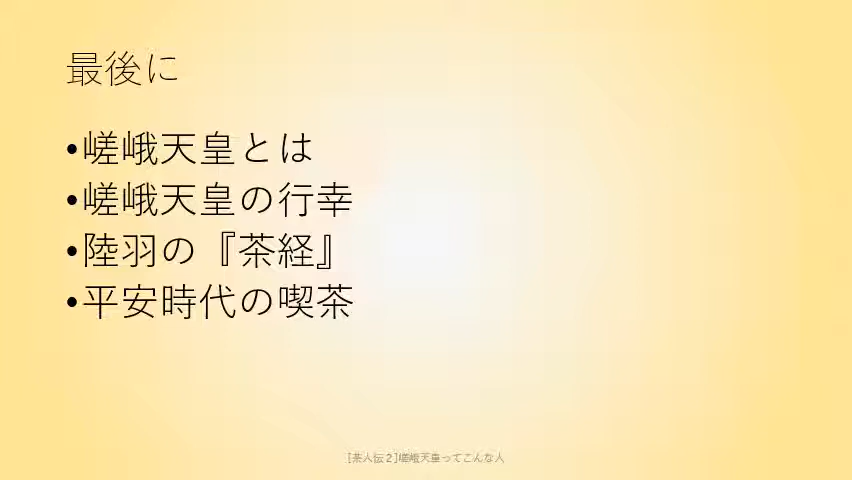 最後に
•嵯峨天皇とは
•嵯峨天皇の行幸
•陸羽の『茶経』
•平安時代の喫茶
[茶人伝２]嵯峨天皇ってこんな人